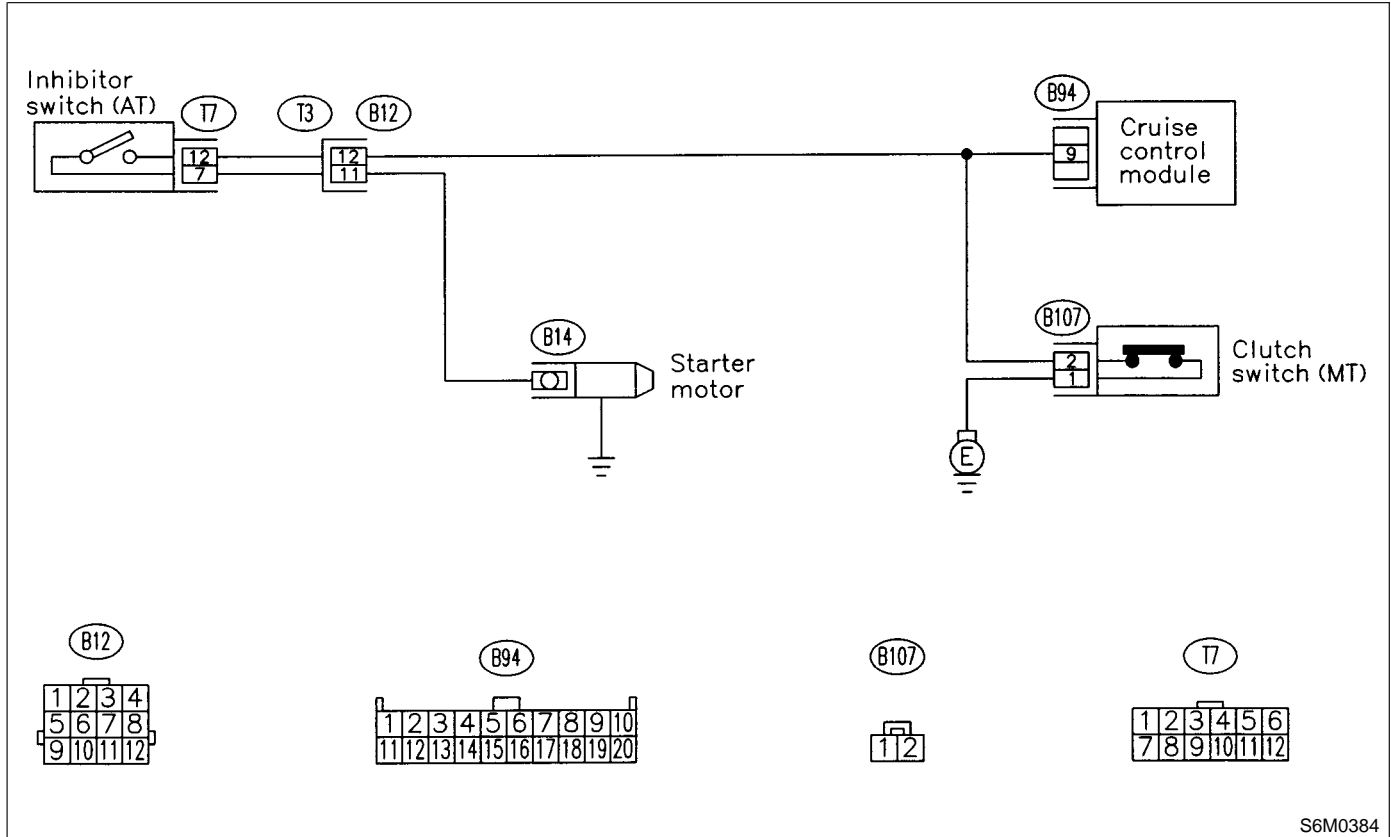 Inhibitor
switch (AT)
T7
T3
B12
12
7
12
11
B94
9
Cruise
control
module
B14
Starter
motor
B107
2
1
Clutch
switch (MT)
E
B12
1 2 3 4
5 6 7 8
9 10 11 12
B94
1 2 3 4 5 6 7 8 9 10
11 12 13 14 15 16 17 18 19 20
B107
1 2
T7
1 2 3 4 5 6
7 8 9 10 11 12
S6M0384